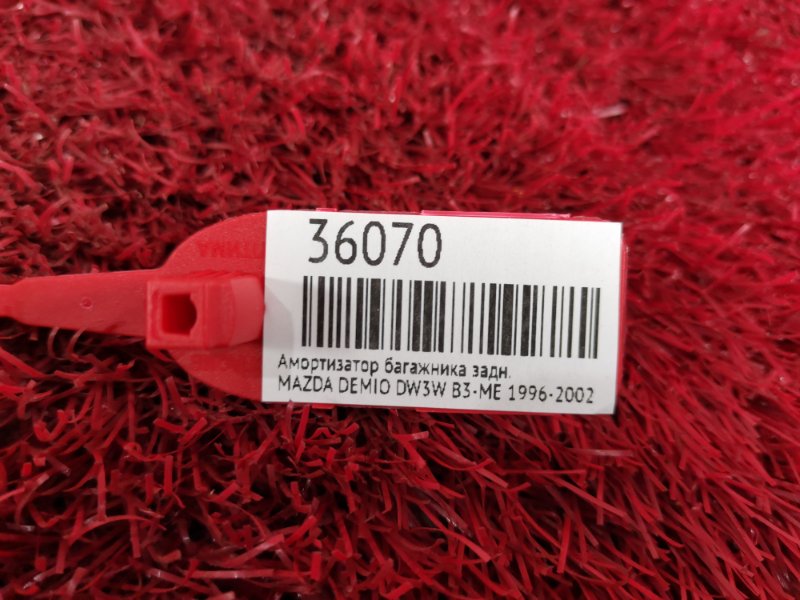 36070
Амортизатор багажника задн.
MAZDA DEMIO DW3W B3-ME 1996-2002